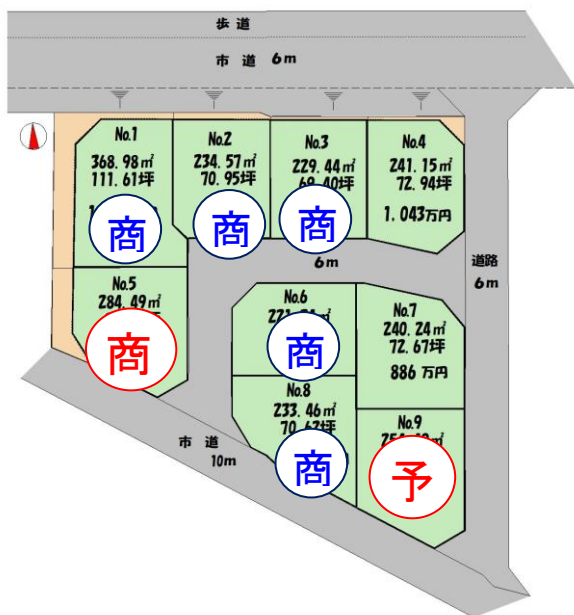 歩道
市道 6m
No.1
368.98㎡
111.61坪
商
No.2
234.57㎡
70.95坪
商
No.3
229.44㎡
69.40坪
商
No.4
241.15㎡
72.94坪
1.043万円
6m
道路
6m
No.5
284.49㎡
商
No.6
商
No.7
240.24㎡
72.67坪
886 万円
No.8
233.46㎡
商
No.9
予
市道
10m